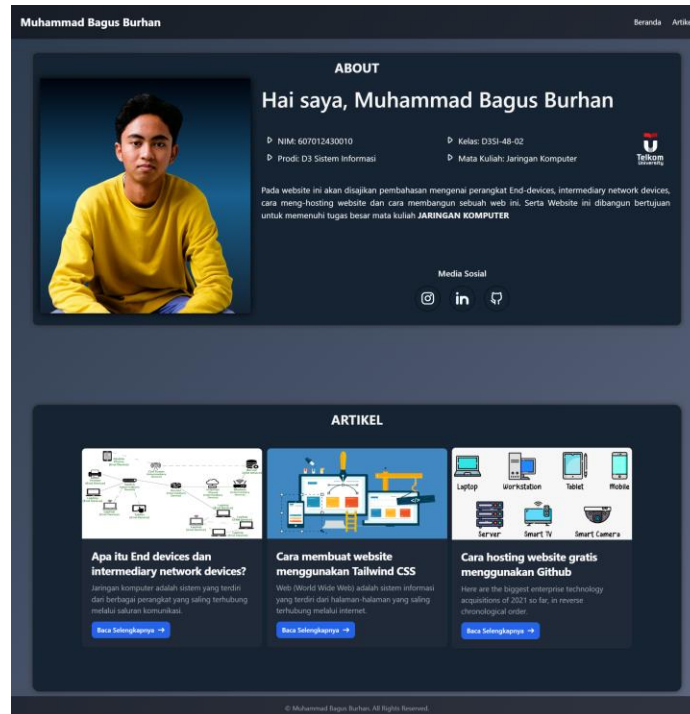 Muhammad Bagus Burhan
Beranda Artike
ABOUT
Hai saya, Muhammad Bagus Burhan
NIM: 607012430010
Kelas: D3SI-48-02
Prodi: D3 Sistem Informasi
Mata Kuliah: Jaringan Komputer
Telkom
University
Pada website ini akan disajikan pembahasan mengenai perangkat End-devices, intermediary network devices,
cara meng-hosting website dan cara membangun sebuah web ini. Serta Website ini dibangun bertujuan
untuk memenuhi tugas besar mata kuliah JARINGAN KOMPUTER
Media Sosial
in
ARTIKEL
Laptop Workstation Tablet Mobile
Server Smart TV Smart Camera
Apa itu End devices dan
intermediary network devices?
Jaringan komputer adalah sistem yang terdiri
dari berbagai perangkat yang saling terhubung
melalui saluran komunikasi.
Baca Selengkapnya →
Cara membuat website
menggunakan Tailwind CSS
Web (World Wide Web) adalah sistem informasi
yang terdiri dari halaman-halaman yang saling
terhubung melalui internet.
Baca Selengkapnya →
Cara hosting website gratis
menggunakan Github
Here are the biggest enterprise technology
acquisitions of 2021 so far, in reverse
chronological order.
Baca Selengkapnya →
© Muhammad Bagus Burhan. All Rights Reserved.